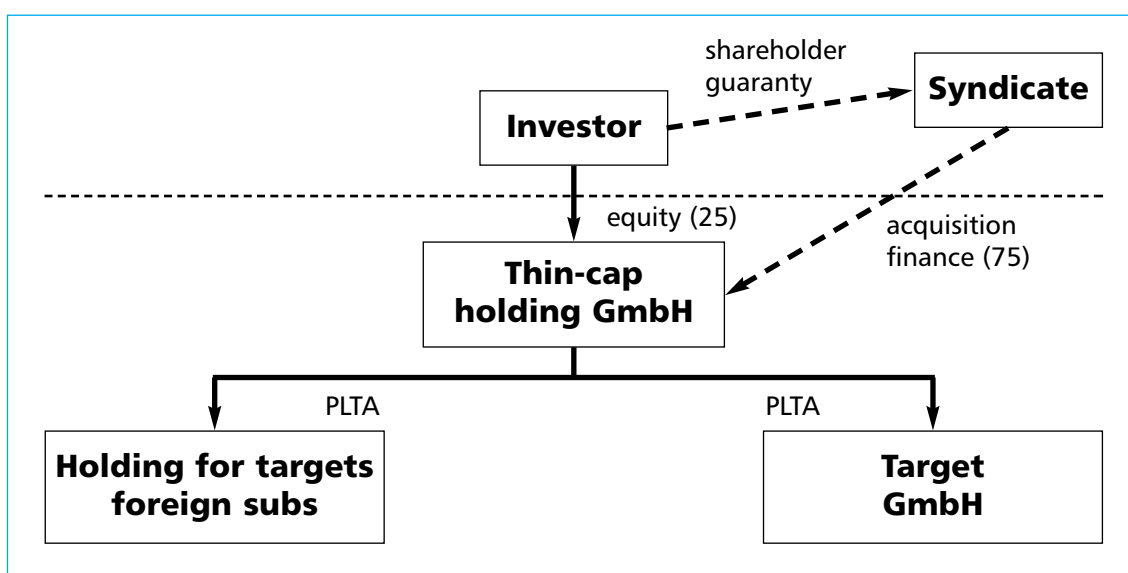 shareholder
guaranty
Syndicate
Investor
equity (25)
acquisition
finance (75)
Thin-cap
holding GmbH
PLTA
PLTA
Holding for targets
foreign subs
Target
GmbH